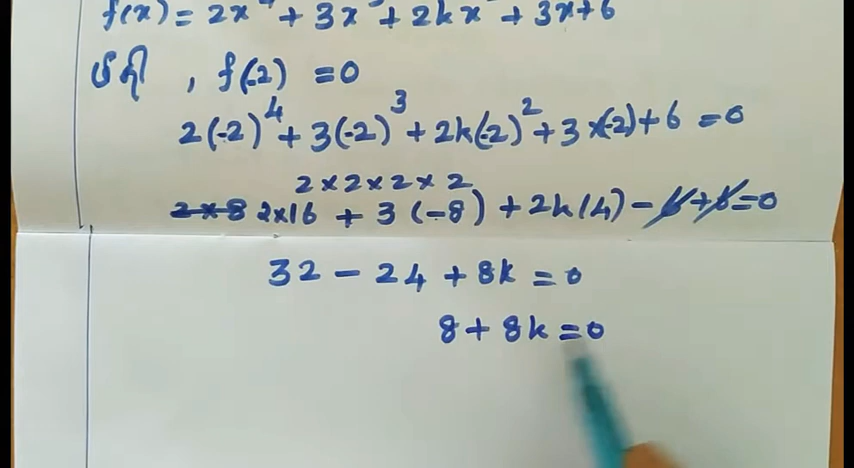 f(x) = 2x⁴ + 3x³ + 2kx² + 3x+6
, f(-2) = 0
2(-2)⁴ + 3(-2)³ + 2k(-2)² + 3×(-2) + 6 = 0
2×2×2×2
2×8 2×16 + 3 (-8) + 2k(4) - 6 + 6 = 0
32 - 24 + 8k = 0
8 + 8k = 0